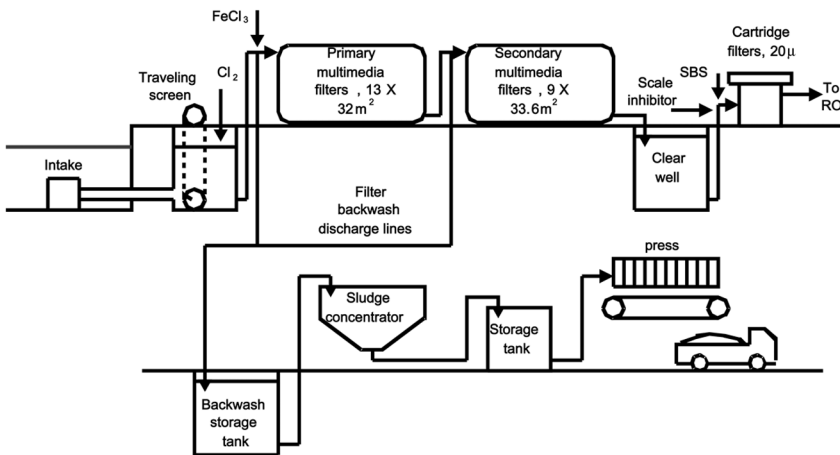 FeCl₃
Cl₂
Traveling
screen
Intake
Primary
multimedia
filters , 13 X
32m²
Secondary
multimedia
filters , 9 X
33.6m²
Scale
inhibitor
SBS
Cartridge
filters, 20μ
To
RO
Clear
well
Filter
backwash
discharge lines
Sludge
concentrator
Storage
tank
press
Backwash
storage
tank